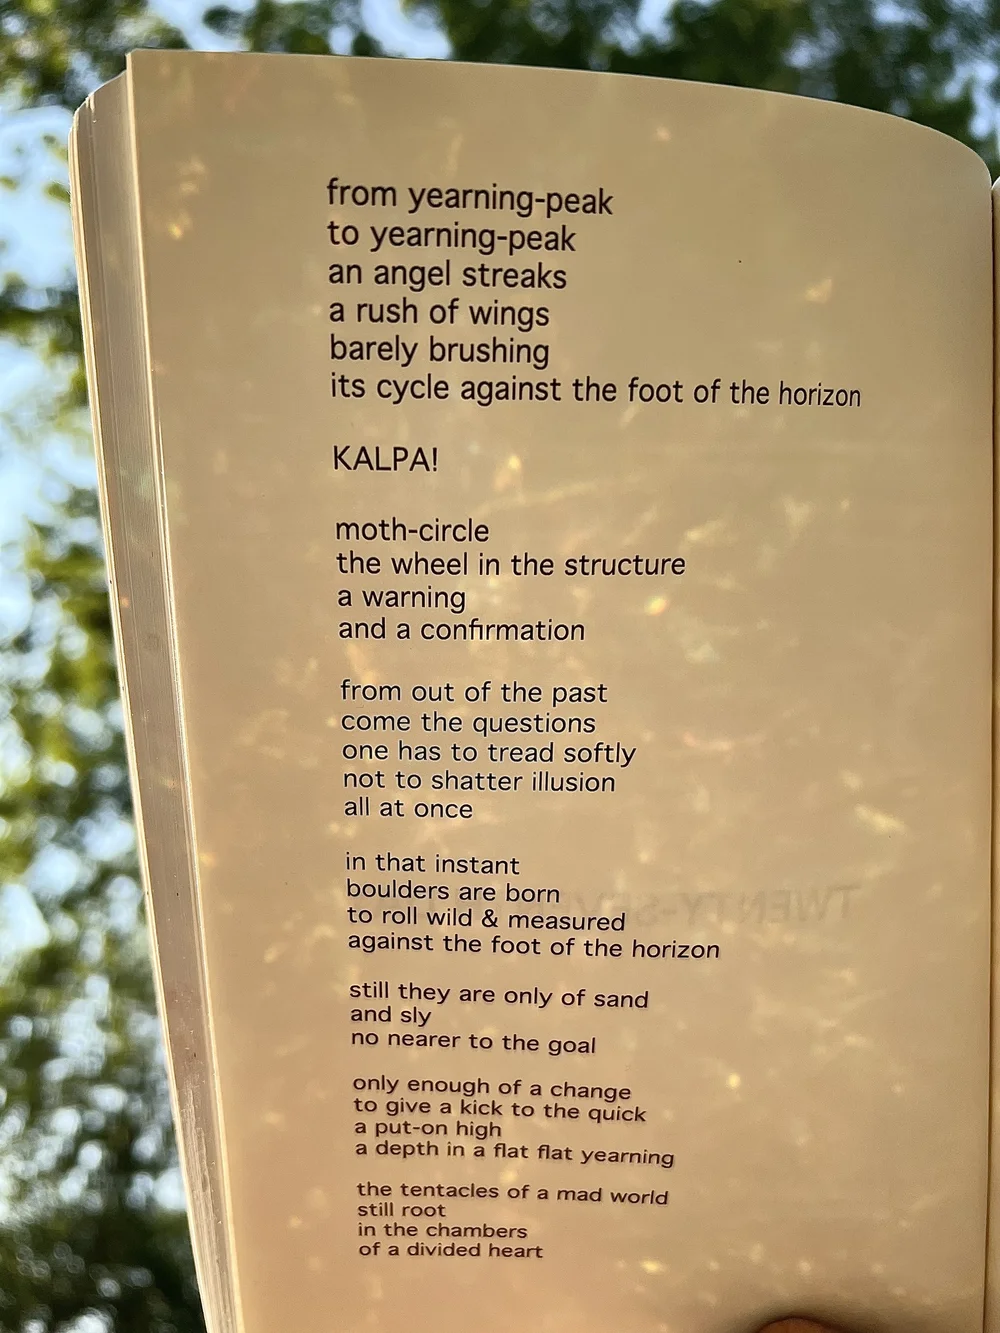 from yearning-peak
to yearning-peak
an angel streaks
a rush of wings
barely brushing
its cycle against the foot of the horizon
KALPA!
moth-circle
the wheel in the structure
a warning
and a confirmation
from out of the past
come the questions
one has to tread softly
not to shatter illusion
all at once
in that instant
boulders are born
to roll wild & measured
against the foot of the horizon
still they are only of sand
and sly
no nearer to the goal
only enough of a change
to give a kick to the quick
a put-on high
a depth in a flat flat yearning
the tentacles of a mad world
still root
in the chambers
of a divided heart